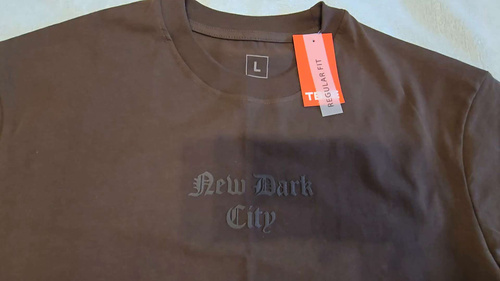 L
REGULAR FIT
New Dark
City